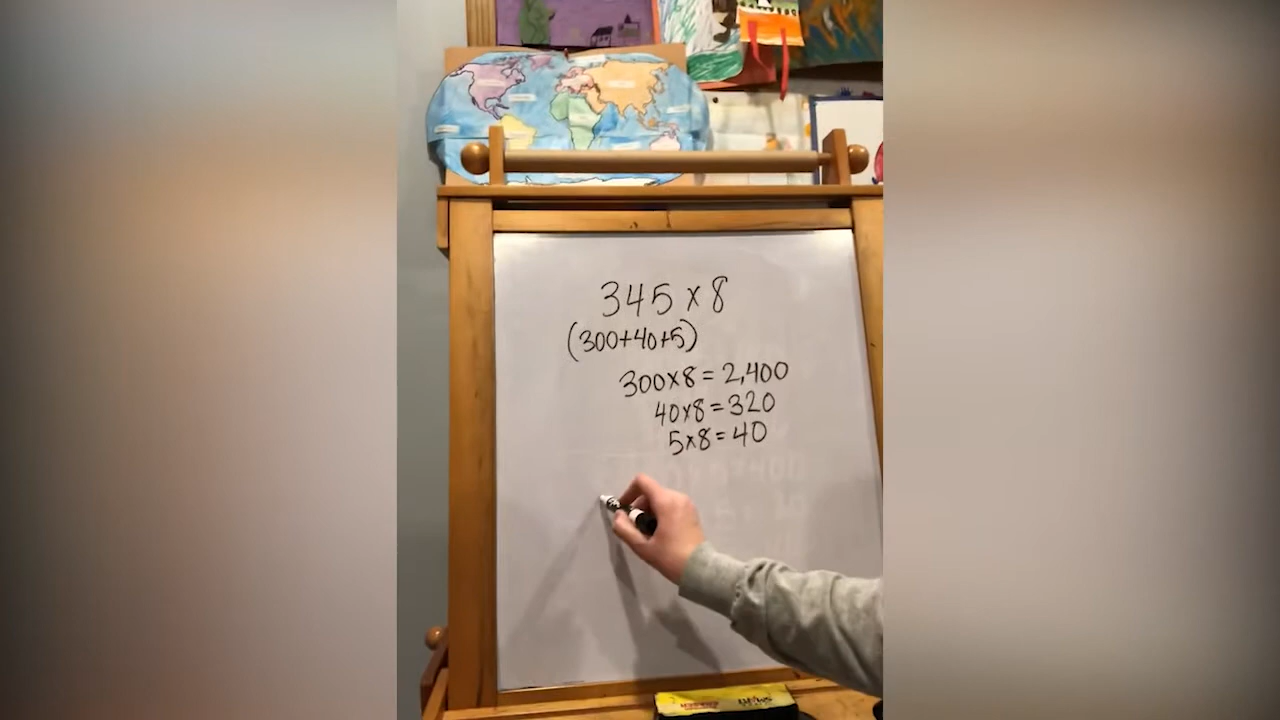 345 x 8
(300+40+5)
300x8 = 2,400
40x8 = 320
5x8 = 40